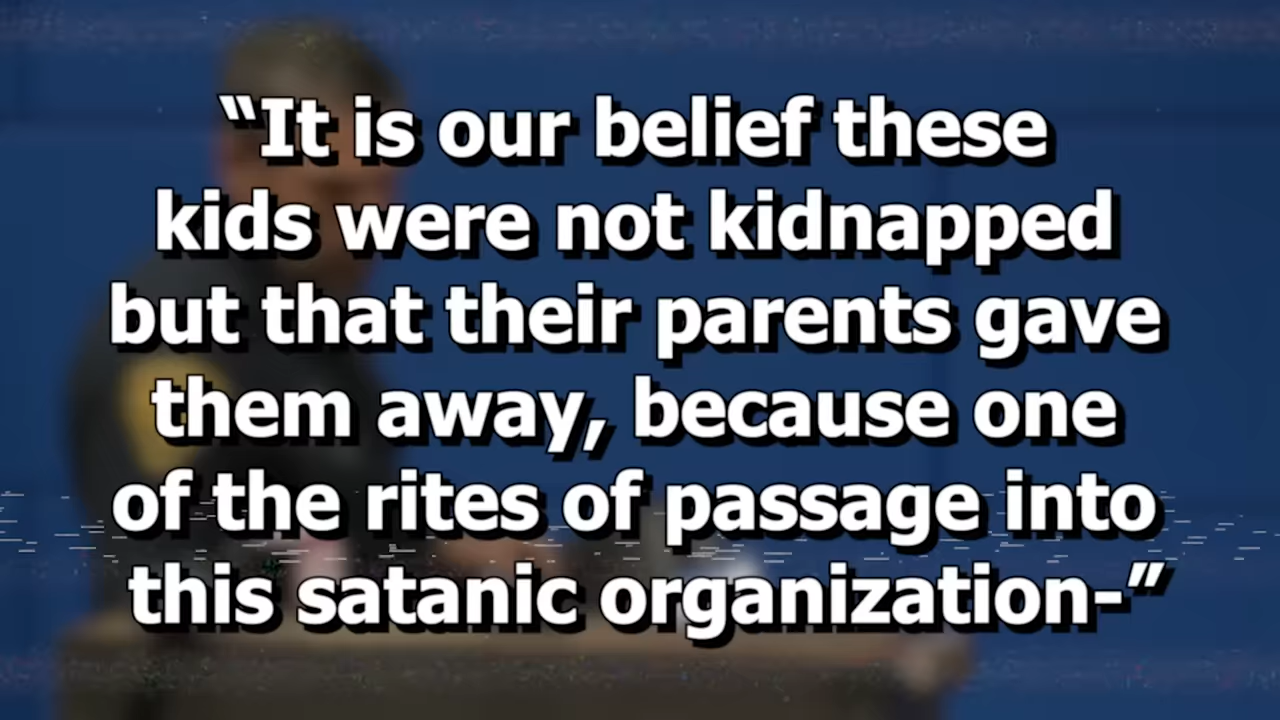 “It is our belief these
kids were not kidnapped
but that their parents gave
them away, because one
of the rites of passage into
this satanic organization-”